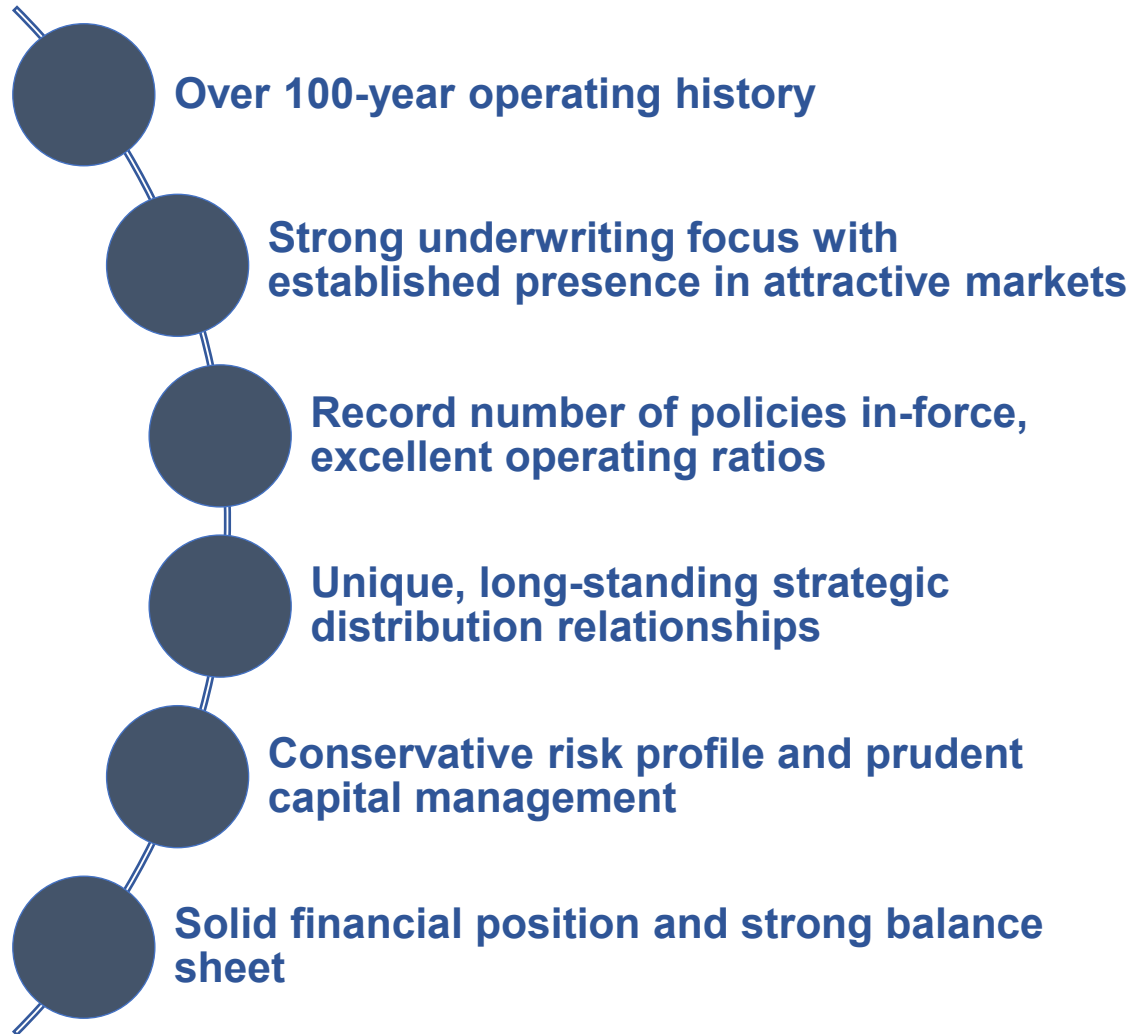 Over 100-year operating history
Strong underwriting focus with
established presence in attractive markets
Record number of policies in-force,
excellent operating ratios
Unique, long-standing strategic
distribution relationships
Conservative risk profile and prudent
capital management
Solid financial position and strong balance
sheet